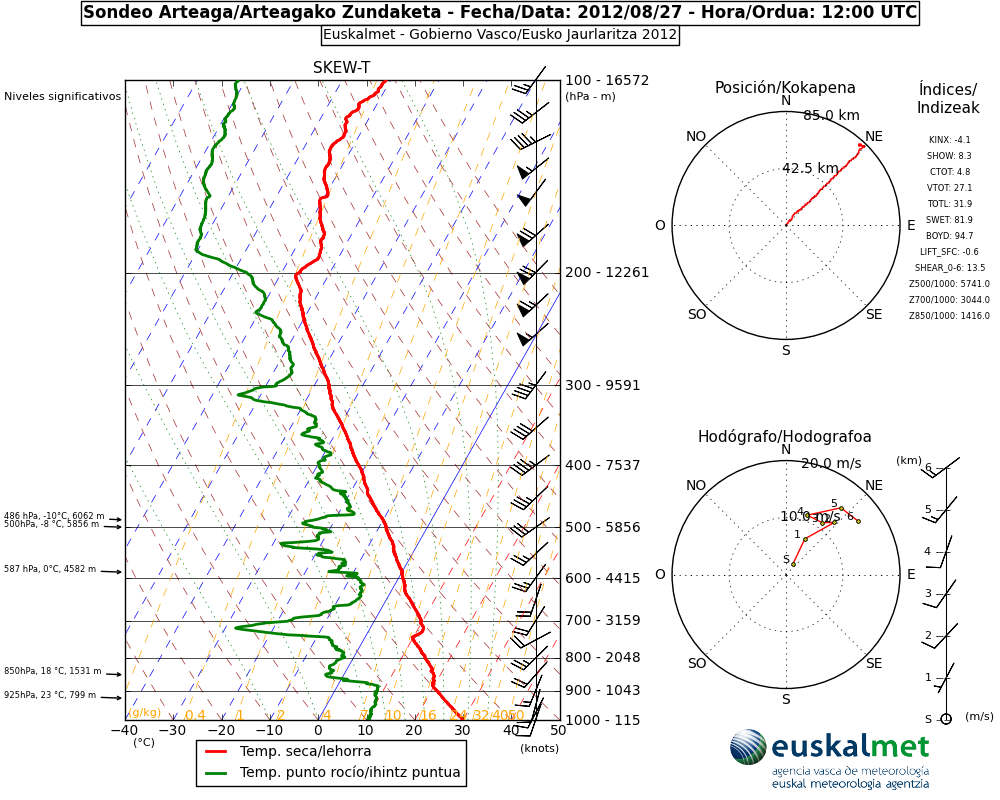 Sondeo Arteaga/Arteagako Zundaketa - Fecha/Data: 2012/08/27 - Hora/Ordua: 12:00 UTC
Euskalmet - Gobierno Vasco/Eusko Jaurlaritza 2012
SKEW-T
Niveles significativos
486 hPa, -10°C, 6062 m
500hPa, -8 °C, 5856 m
587 hPa, 0°C, 4582 m
850hPa, 18 °C, 1531 m
925hPa, 23 °C, 799 m
100 - 16572
(hPa - m)
200 - 12261
300 - 9591
400 - 7537
500 - 5856
600 - 4415
700 - 3159
800 - 2048
900 - 1043
1000 - 115
(g/kg) 0.4 1 2 4 10 16 24 32 40 50
−40 −30 −20 −10 0 10 20 30 40 50
(°C)
(knots)
Temp. seca/lehorra
Temp. punto rocío/ihintz puntua
Posición/Kokapena
N
85.0 km
NO
NE
42.5 km
O
E
SO
SE
S
Índices/
Indizeak
KINX: -4.1
SHOW: 8.3
CTOT: 4.8
VTOT: 27.1
TOTL: 31.9
SWET: 81.9
BOYD: 94.7
LIFT_SFC: -0.6
SHEAR_0-6: 13.5
Z500/1000: 5741.0
Z700/1000: 3044.0
Z850/1000: 1416.0
Hodógrafo/Hodografoa
N
20.0 m/s
NO
NE
10.0 m/s
S 1 2 3 4 5 6
O
E
SO
SE
S
(km)
6
5
4
3
2
1
S
(m/s)
euskalmet
agencia vasca de meteorología
euskal meteorologia agentzia